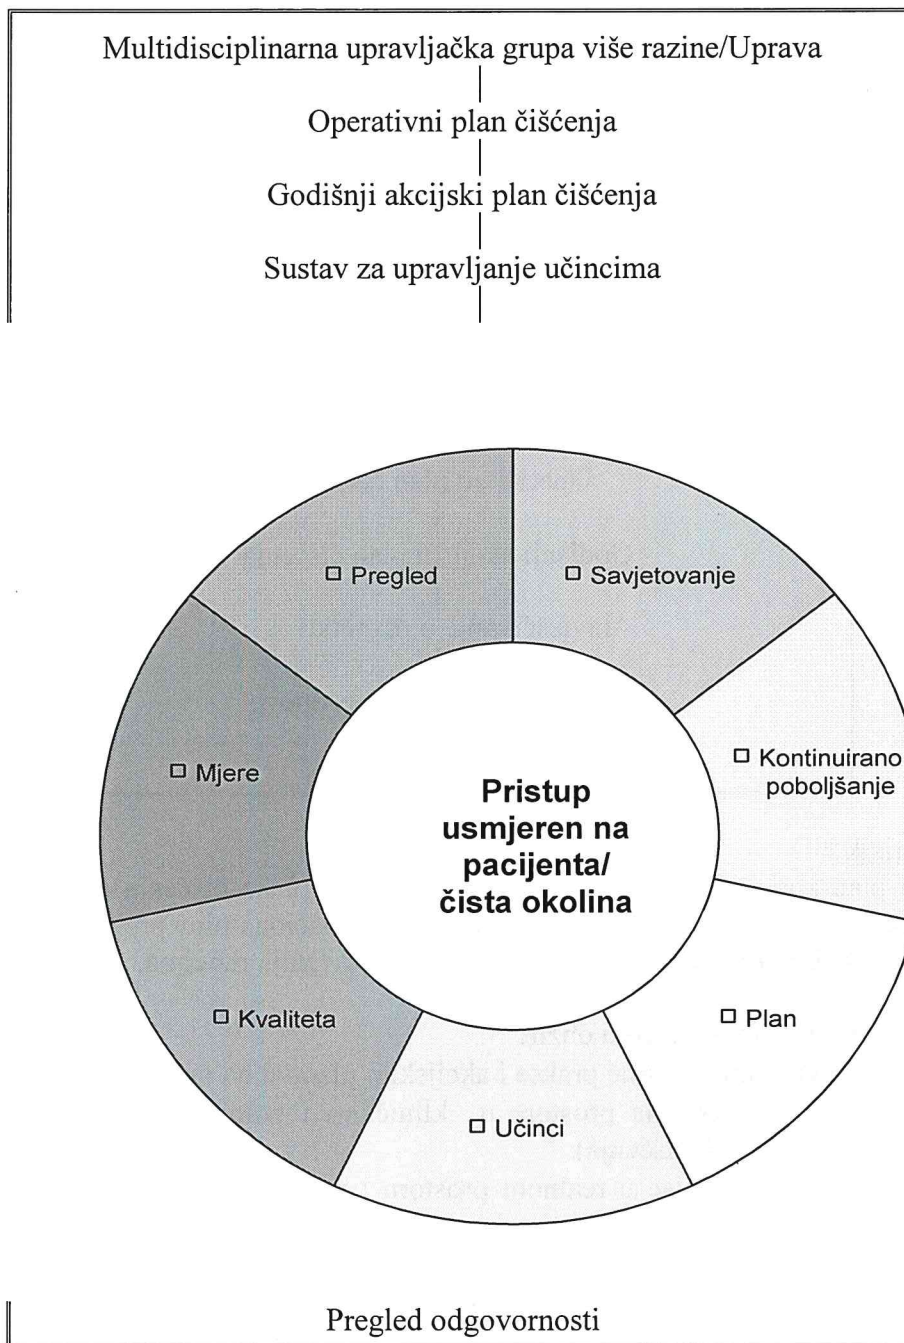 Multidisciplinarna upravljačka grupa više razine/Uprava
Operativni plan čišćenja
Godišnji akcijski plan čišćenja
Sustav za upravljanje učincima
Pregled
Savjetovanje
Mjere
Kontinuirano
poboljšanje
Pristup
usmjeren na
pacijenta/
čista okolina
Kvaliteta
Plan
Učinci
Pregled odgovornosti